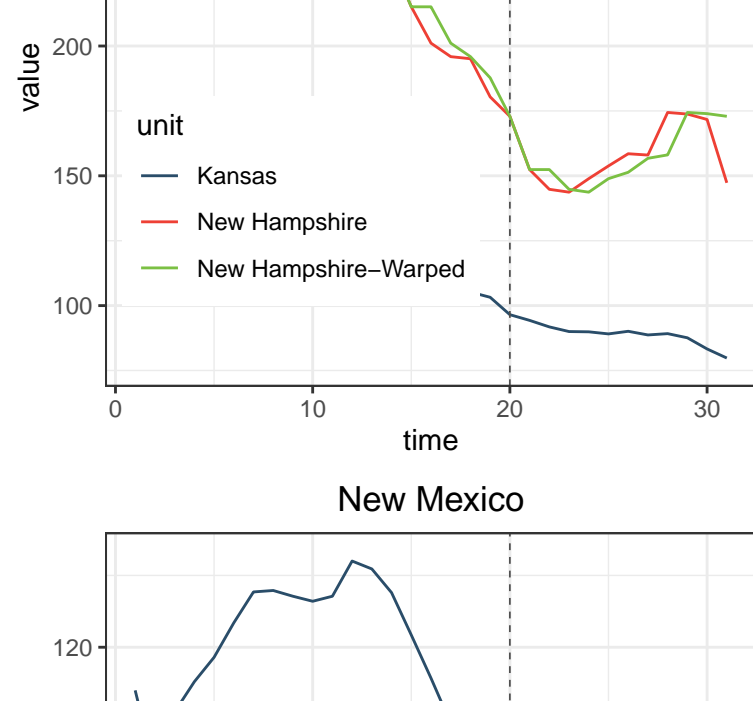 200
value
unit
Kansas
150
New Hampshire
New Hampshire−Warped
100
0 10 20 30
time
New Mexico
120